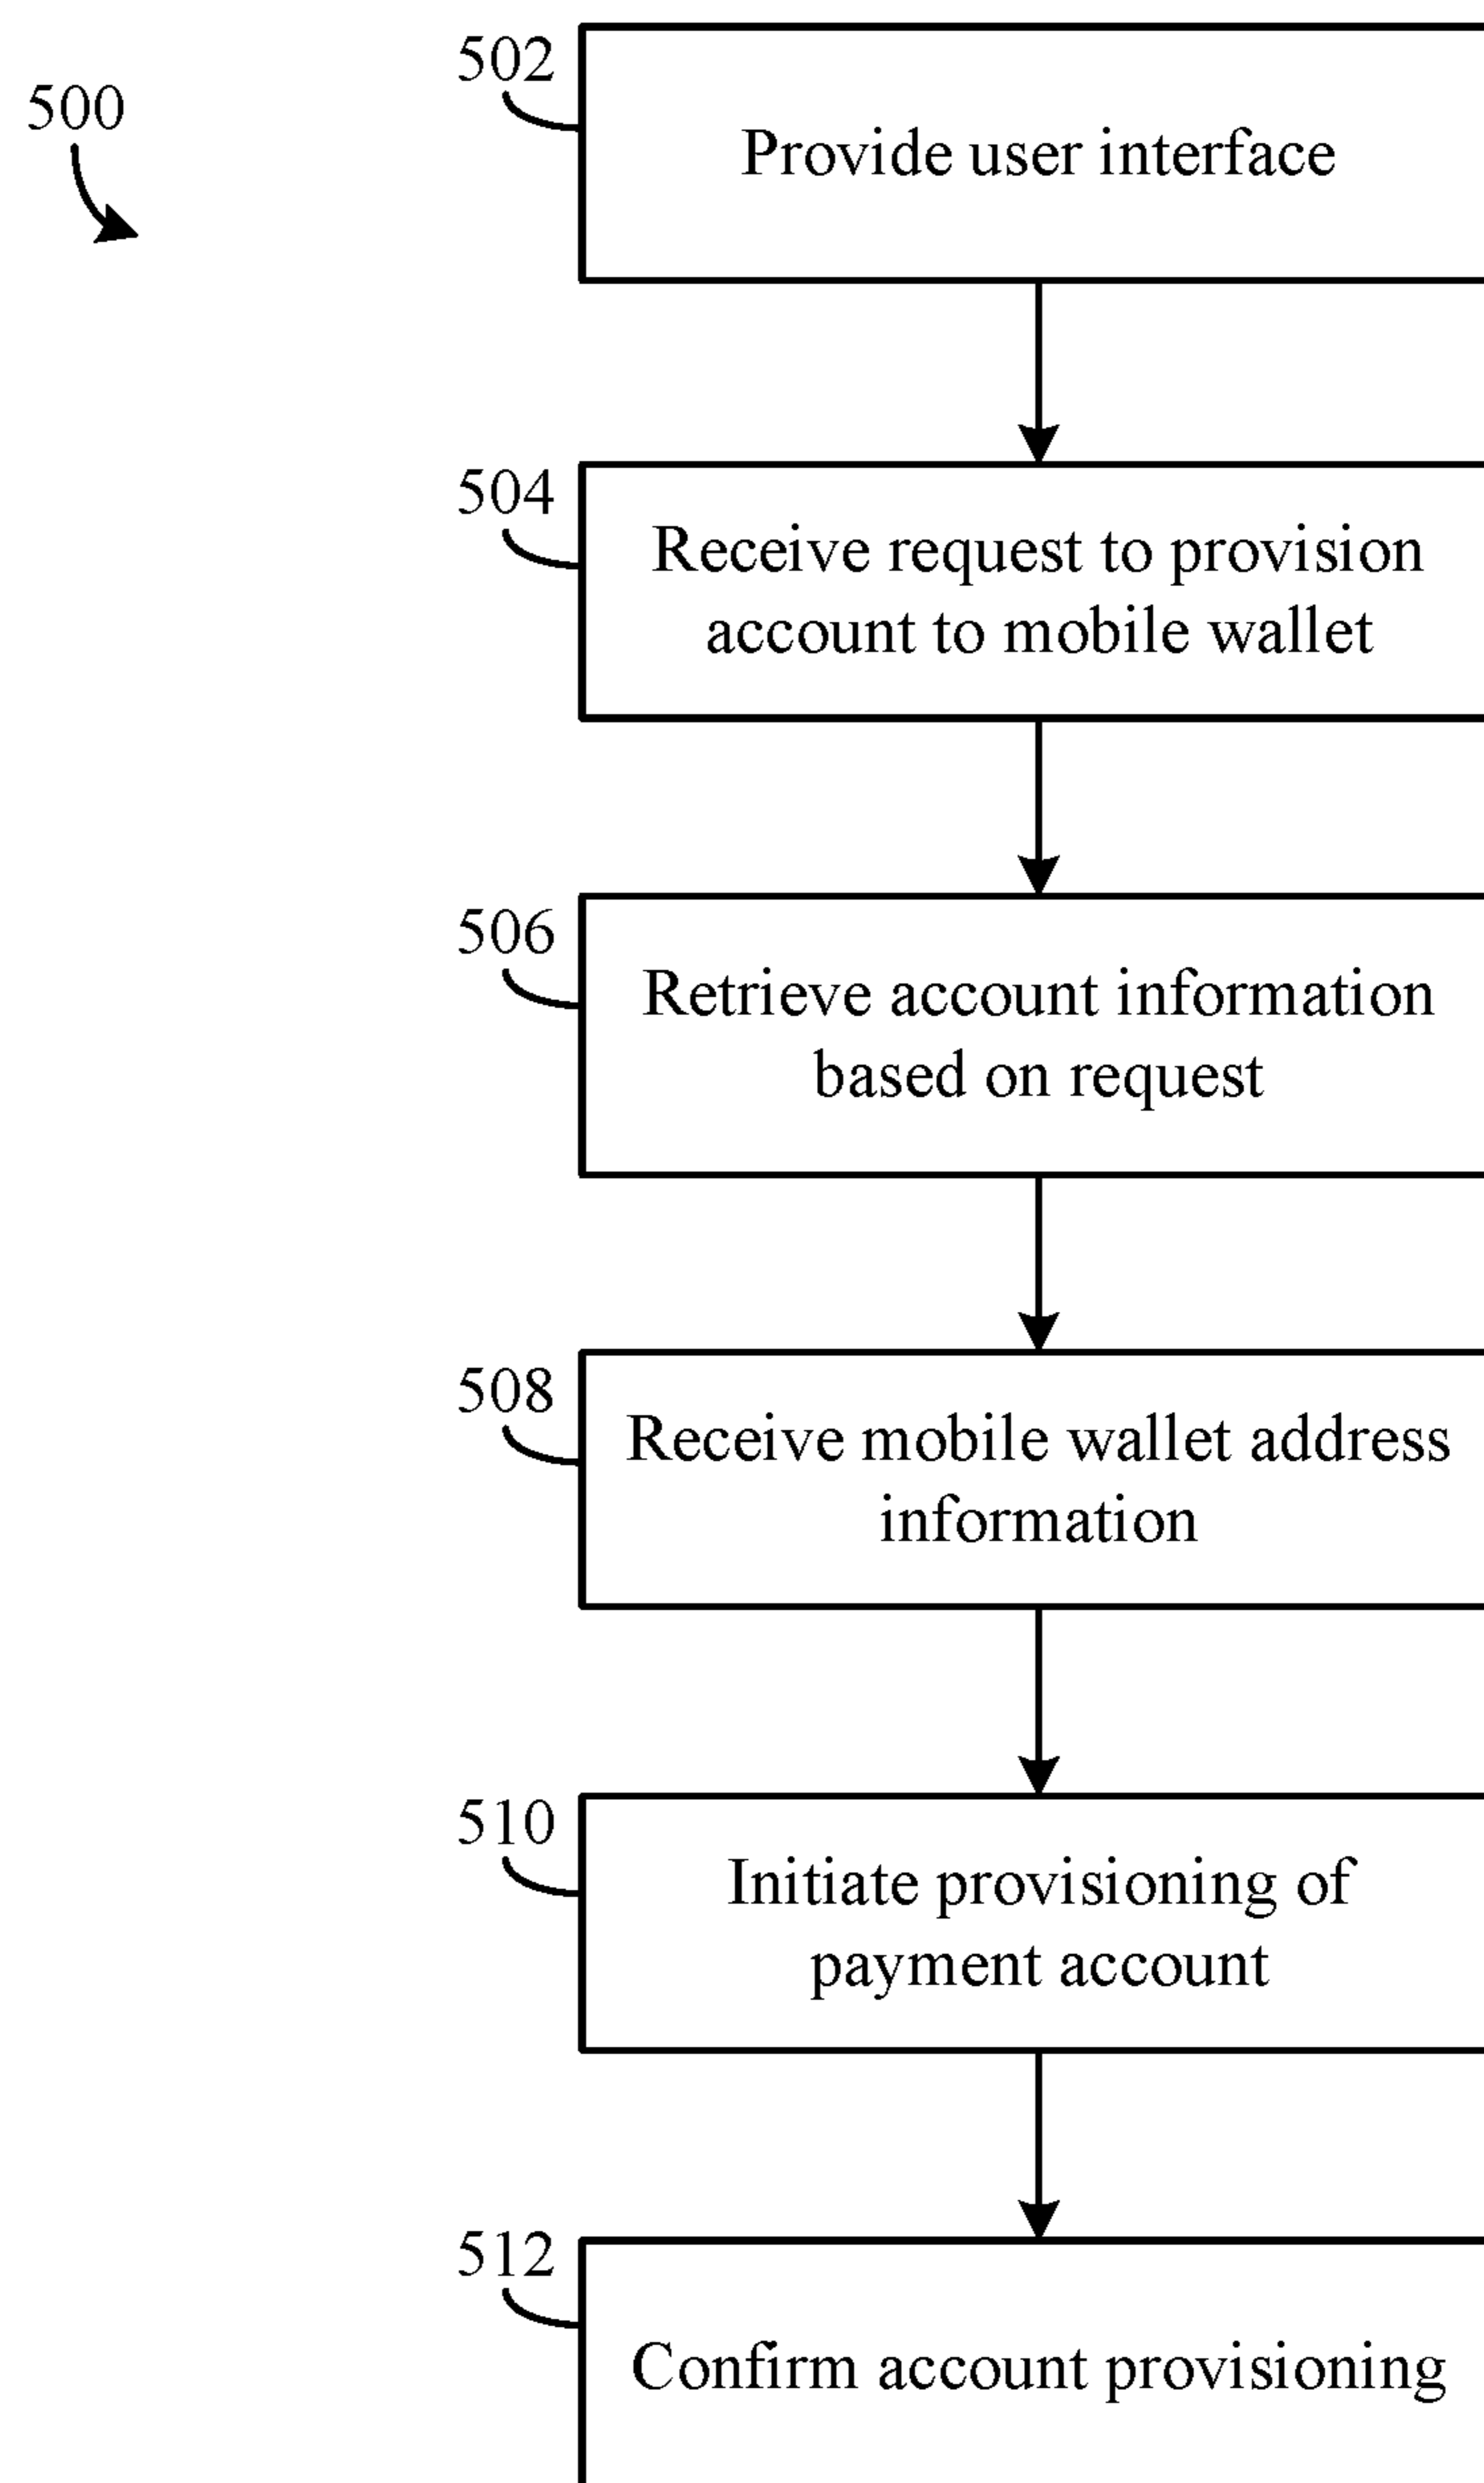 500
502
Provide user interface
504
Receive request to provision
account to mobile wallet
506
Retrieve account information
based on request
508
Receive mobile wallet address
information
510
Initiate provisioning of
payment account
512
Confirm account provisioning